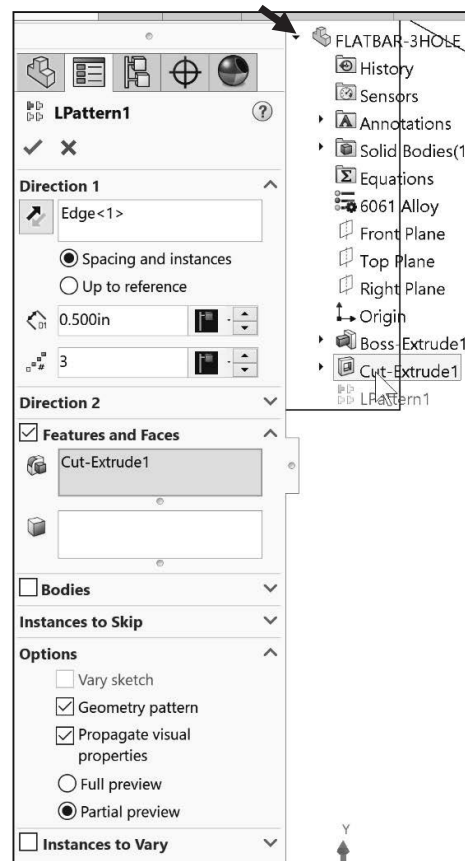 LPattern1
?
Direction 1
Edge<1>
Spacing and instances
Up to reference
D1
0.500in
#
3
Direction 2
Features and Faces
Cut-Extrude1
Bodies
Instances to Skip
Options
Vary sketch
Geometry pattern
Propagate visual
properties
Full preview
Partial preview
Instances to Vary
FLATBAR-3HOLE
History
Sensors
A Annotations
Solid Bodies(1
Σ Equations
6061 Alloy
Front Plane
Top Plane
Right Plane
Origin
Boss-Extrude1
Cut-Extrude1
LPattern1
Y